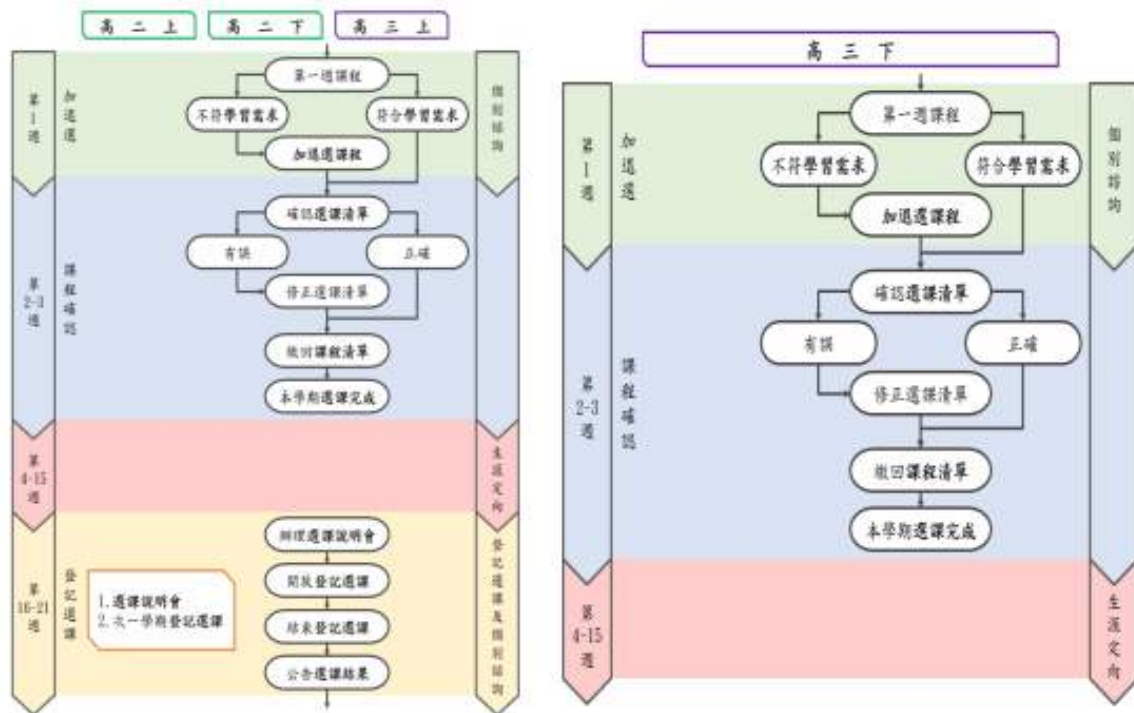 高二上
高二下
高三上
第1週
加退選
第一週課程
不符學習需求
符合學習需求
加退選課程
個別諮詢
第2-3週
課程確認
確認選課清單
有誤
正確
修正選課清單
繳回課程清單
本學期選課完成
第4-15週
生涯定向
第16-21週
登記選課
1.選課說明會
2.次一學期登記選課
辦理選課說明會
開放登記選課
結束登記選課
公告選課結果
登記選課及個別諮詢
高三下
第1週
加退選
第一週課程
不符學習需求
符合學習需求
加退選課程
個別諮詢
第2-3週
課程確認
確認選課清單
有誤
正確
修正選課清單
繳回課程清單
本學期選課完成
第4-15週
生涯定向